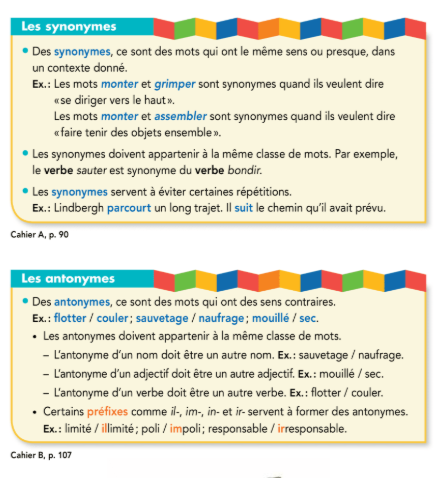 Les synonymes
• Des synonymes, ce sont des mots qui ont le même sens ou presque, dans
un contexte donné.
Ex. : Les mots monter et grimper sont synonymes quand ils veulent dire
« se diriger vers le haut ».
Les mots monter et assembler sont synonymes quand ils veulent dire
« faire tenir des objets ensemble ».
• Les synonymes doivent appartenir à la même classe de mots. Par exemple,
le verbe sauter est synonyme du verbe bondir.
• Les synonymes servent à éviter certaines répétitions.
Ex. : Lindbergh parcourt un long trajet. Il suit le chemin qu'il avait prévu.
Cahier A, p. 90
Les antonymes
• Des antonymes, ce sont des mots qui ont des sens contraires.
Ex. : flotter / couler ; sauvetage / naufrage ; mouillé / sec.
• Les antonymes doivent appartenir à la même classe de mots.
– L'antonyme d'un nom doit être un autre nom. Ex. : sauvetage / naufrage.
– L'antonyme d'un adjectif doit être un autre adjectif. Ex. : mouillé / sec.
– L'antonyme d'un verbe doit être un autre verbe. Ex. : flotter / couler.
• Certains préfixes comme il-, im-, in- et ir- servent à former des antonymes.
Ex. : limité / illimité ; poli / impoli ; responsable / irresponsable.
Cahier B, p. 107